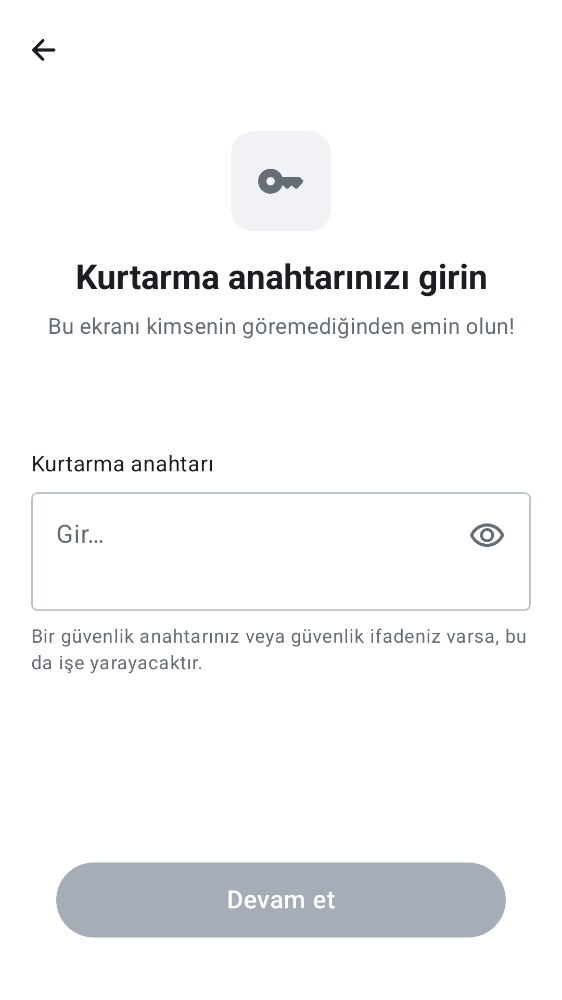 Kurtarma anahtarınızı girin
Bu ekranı kimsenin göremediğinden emin olun!
Kurtarma anahtarı
Gir...
Bir güvenlik anahtarınız veya güvenlik ifadeniz varsa, bu
da işe yarayacaktır.
Devam et